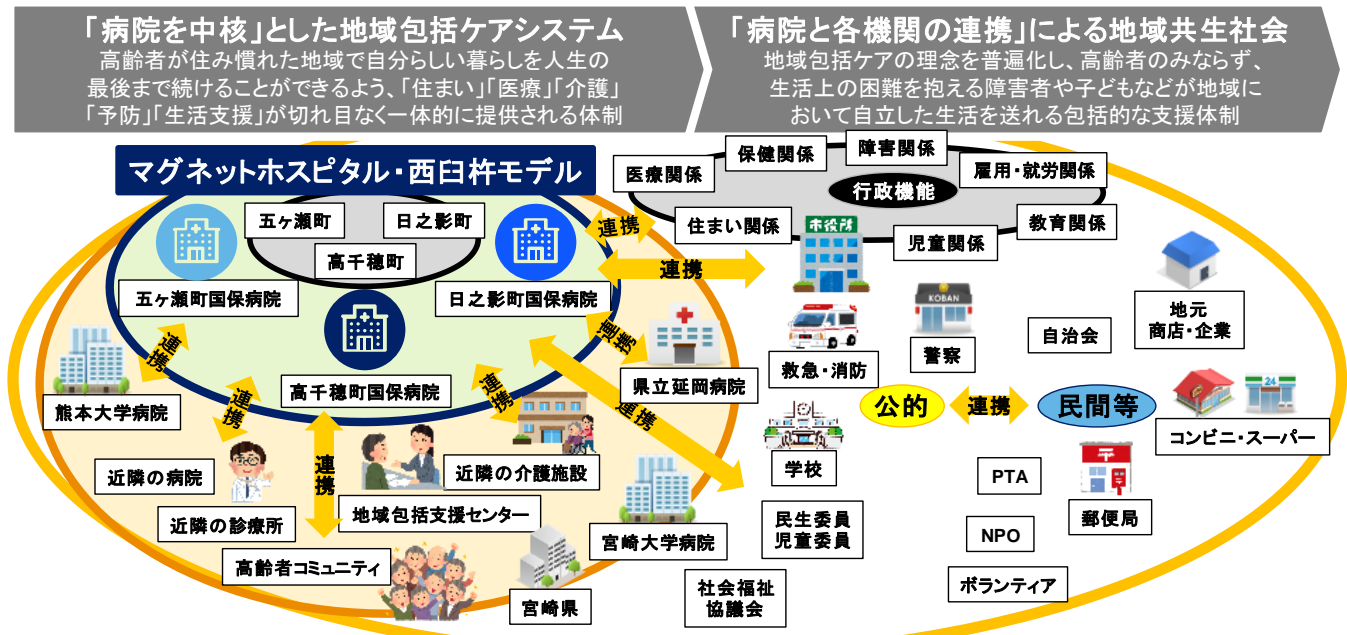 「病院を中核」とした地域包括ケアシステム
高齢者が住み慣れた地域で自分らしい暮らしを人生の
最後まで続けることができるよう、「住まい」「医療」「介護」
「予防」「生活支援」が切れ目なく一体的に提供される体制
「病院と各機関の連携」による地域共生社会
地域包括ケアの理念を普遍化し、高齢者のみならず、
生活上の困難を抱える障害者や子どもなどが地域に
おいて自立した生活を送れる包括的な支援体制
マグネットホスピタル・西臼杵モデル
五ヶ瀬町
日之影町
高千穂町
五ヶ瀬町国保病院
日之影町国保病院
高千穂町国保病院
連携
連携
連携
連携
連携
連携
連携
連携
熊本大学病院
県立延岡病院
近隣の病院
近隣の診療所
近隣の介護施設
地域包括支援センター
高齢者コミュニティ
宮崎大学病院
宮崎県
医療関係
保健関係
障害関係
雇用・就労関係
行政機能
住まい関係
児童関係
教育関係
市役所
救急・消防
KOBAN
警察
自治会
地元
商店・企業
公的
連携
民間等
24
コンビニ・スーパー
学校
PTA
郵便局
民生委員
児童委員
NPO
社会福祉
協議会
ボランティア